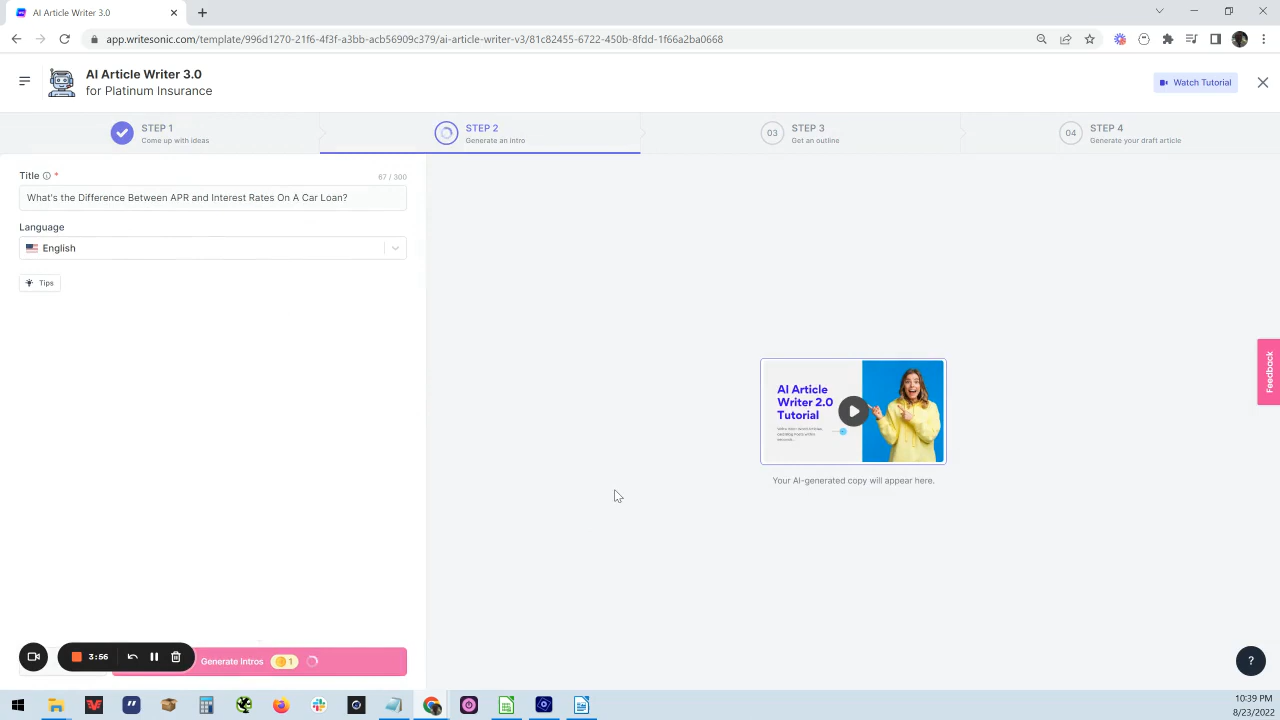 AI Article Writer 3.0
app.writesonic.com/template/996d1270-21f6-4f3f-a3bb-acb56909c379/ai-article-writer-v3/81c82455-6722-450b-8fdd-1f66a2ba0668
AI Article Writer 3.0
for Platinum Insurance
Watch Tutorial
STEP 1
Come up with ideas
STEP 2
Generate an intro
03
STEP 3
Get an outline
04
STEP 4
Generate your draft article
Title *
67 / 300
What's the Difference Between APR and Interest Rates On A Car Loan?
Language
English
Tips
AI Article
Writer 2.0
Tutorial
Your AI-generated copy will appear here.
Feedback
3:56
Generate Intros 1
?
10:39 PM
8/23/2022